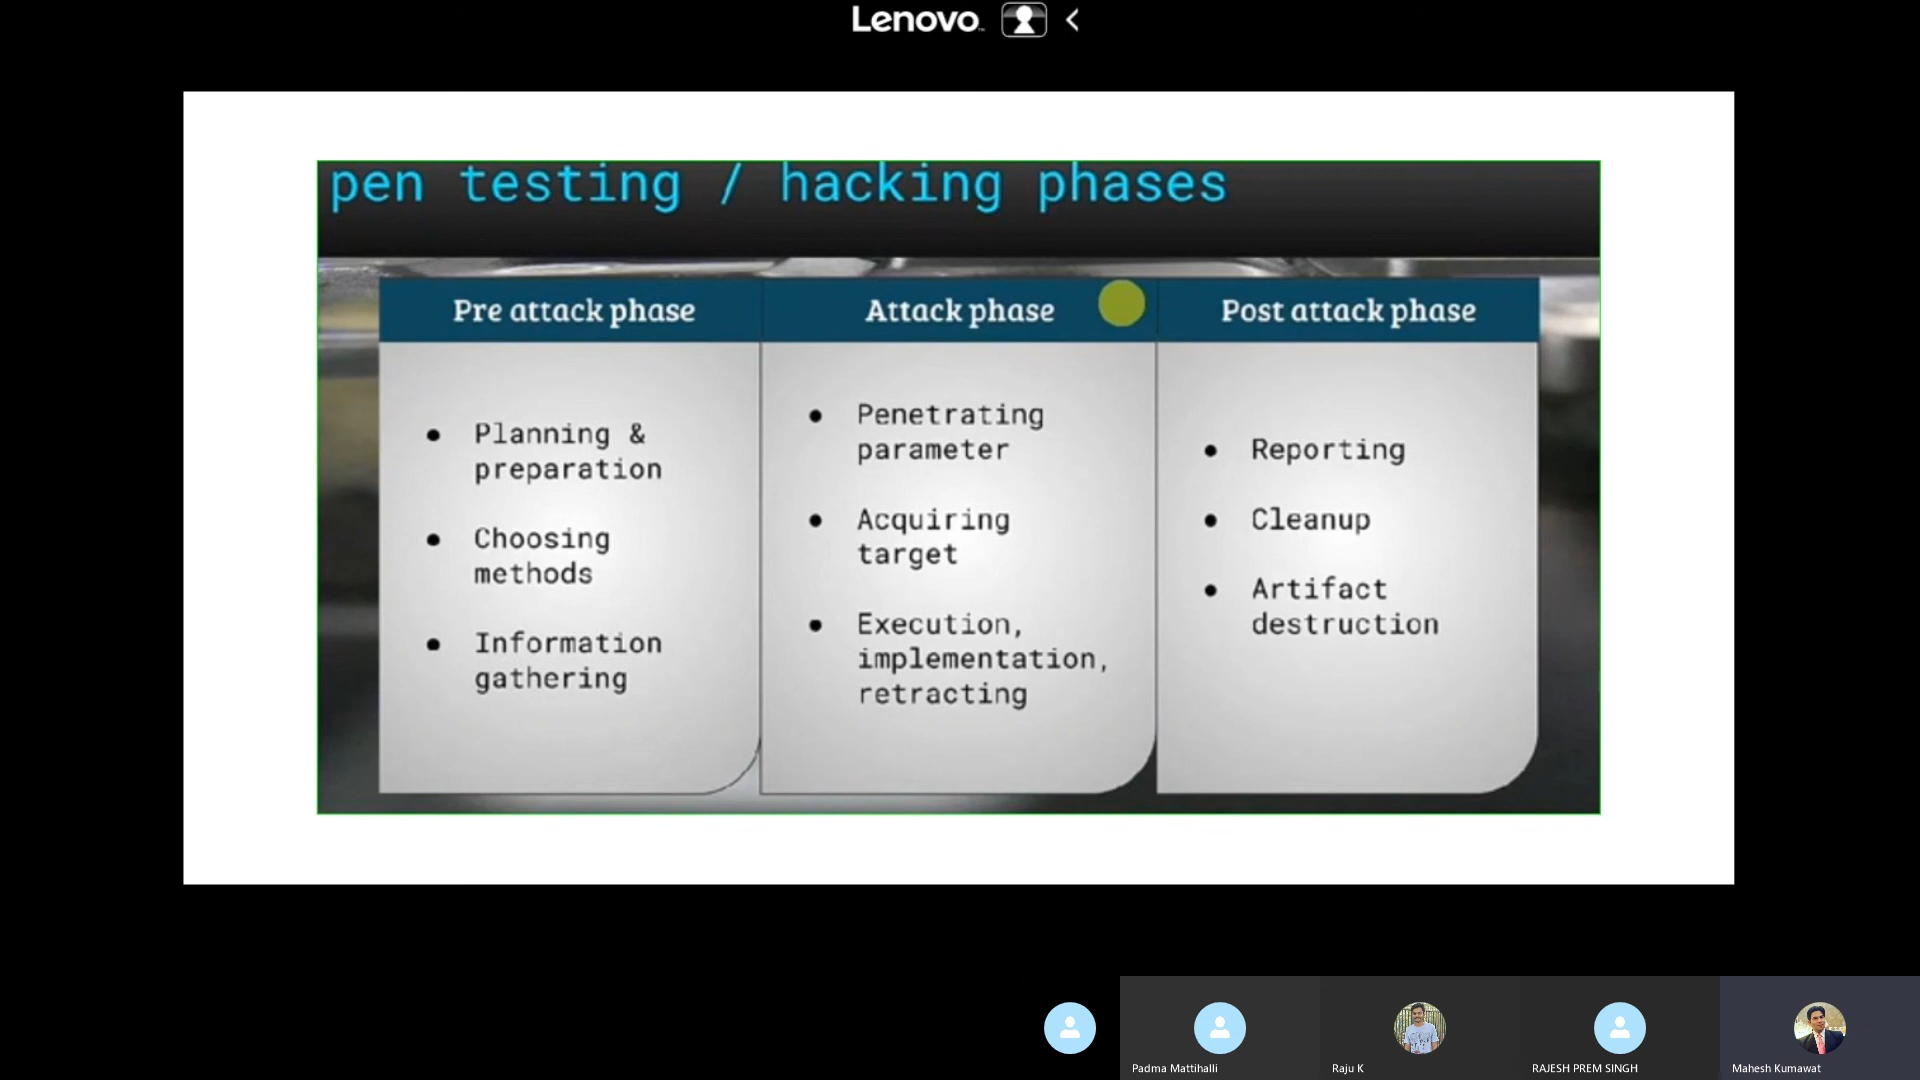 Lenovo
pen testing / hacking phases
Pre attack phase
Attack phase
Post attack phase
• Planning &
preparation
• Choosing
methods
• Information
gathering
• Penetrating
parameter
• Acquiring
target
• Execution,
implementation,
retracting
• Reporting
• Cleanup
• Artifact
destruction
Padma Mattihalli
Raju K
RAJESH PREM SINGH
Mahesh Kumawat